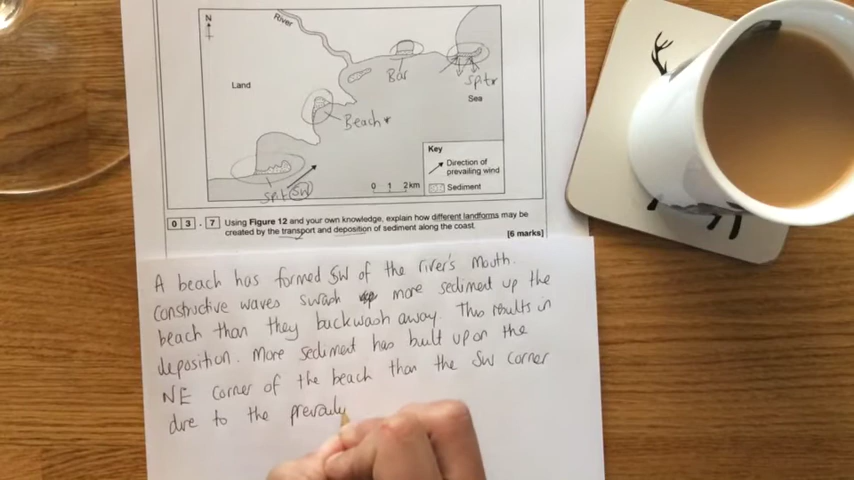 N
River
Land
Bar
Spit
Sea
Beach
Key
Direction of
prevailing wind
Sediment
0 1 2km
Spit SW
0 3 . 7 Using Figure 12 and your own knowledge, explain how different landforms may be
created by the transport and deposition of sediment along the coast.
[6 marks]
A beach has formed SW of the river's mouth.
Constructive waves swash more sediment up the
beach than they backwash away. This results in
deposition. More sediment has built up on the
NE corner of the beach than the SW corner
due to the prevaili